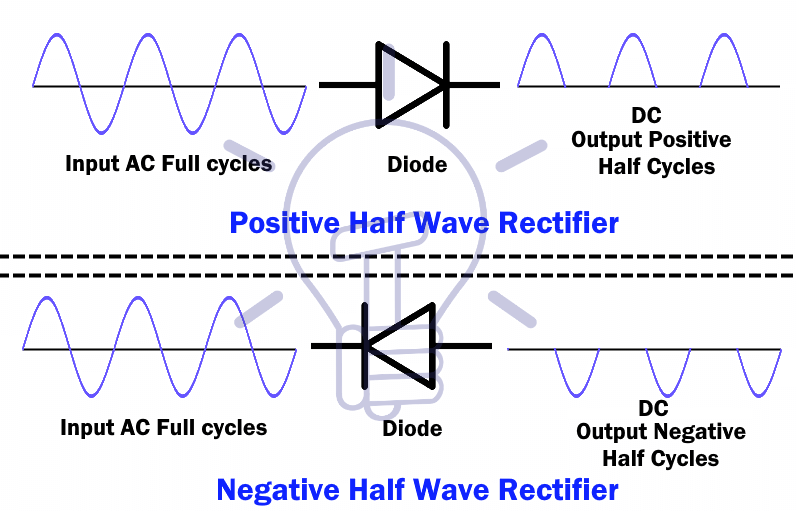 Input AC Full cycles
Diode
DC
Output Positive
Half Cycles
Positive Half Wave Rectifier
Input AC Full cycles
Diode
DC
Output Negative
Half Cycles
Negative Half Wave Rectifier